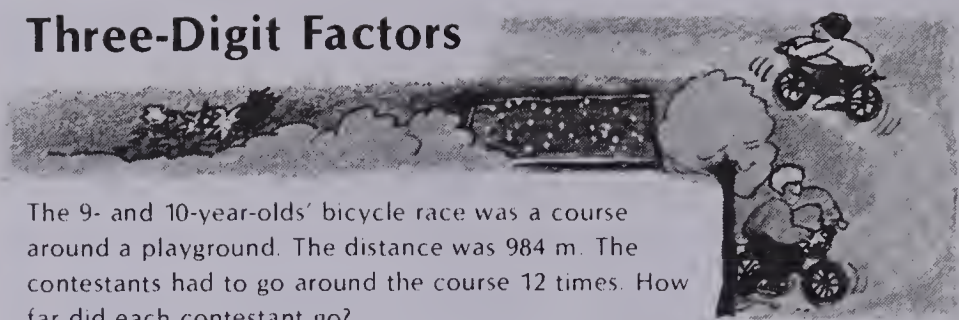 Three-Digit Factors
The 9- and 10-year-olds' bicycle race was a course
around a playground. The distance was 984 m. The
contestants had to go around the course 12 times. How
far did each contestant go?